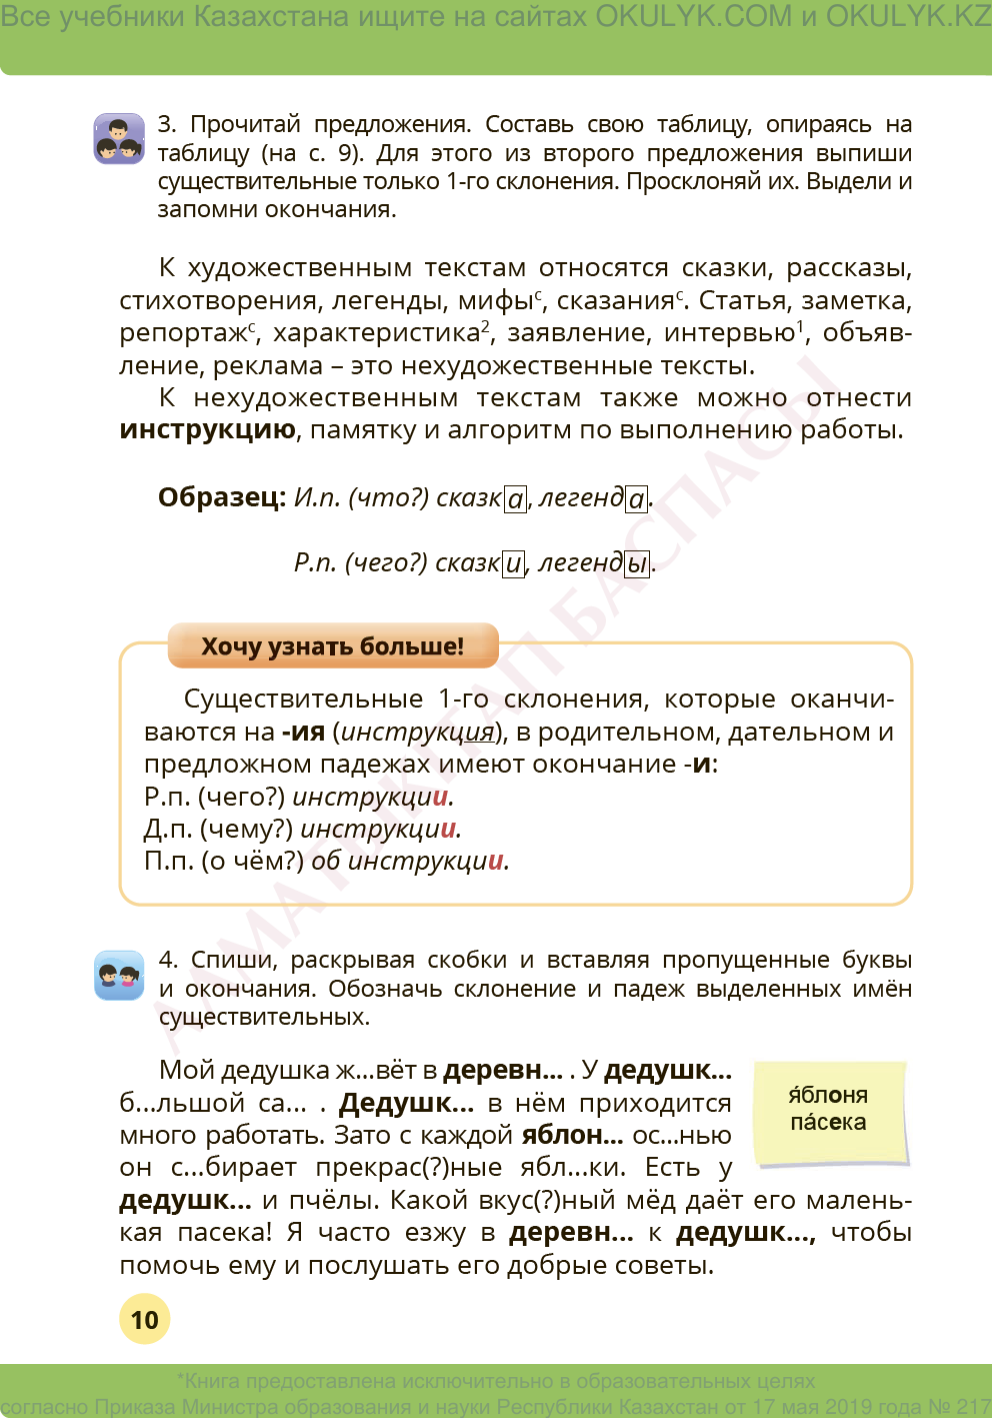 Все учебники Казахстана ищите на сайтах OKULYK.COM и OKULYK.KZ
3. Прочитай предложения. Составь свою таблицу, опираясь на
таблицу (на с. 9). Для этого из второго предложения выпиши
существительные только 1-го склонения. Просклоняй их. Выдели и
запомни окончания.
К художественным текстам относятся сказки, рассказы,
стихотворения, легенды, мифыс, сказанияс. Статья, заметка,
репортажс, характеристика², заявление, интервью¹, объяв-
ление, реклама – это нехудожественные тексты.
К нехудожественным текстам также можно отнести
инструкцию, памятку и алгоритм по выполнению работы.
Образец: И.п. (что?) сказка, легенда.
Р.п. (чего?) сказки, легенды.
Хочу узнать больше!
Существительные 1-го склонения, которые оканчи-
ваются на -ия (инструкция), в родительном, дательном и
предложном падежах имеют окончание -и:
Р.п. (чего?) инструкции.
Д.п. (чему?) инструкции.
П.п. (о чём?) об инструкции.
4. Спиши, раскрывая скобки и вставляя пропущенные буквы
и окончания. Обозначь склонение и падеж выделенных имён
существительных.
Мой дедушка ж...вёт в деревн... . У дедушк...
б...льшой са... . Дедушк... в нём приходится
много работать. Зато с каждой яблон... ос...нью
он с...бирает прекрас(?)ные ябл...ки. Есть у
дедушк... и пчёлы. Какой вкус(?)ный мёд даёт его малень-
кая пасека! Я часто езжу в деревн... к дедушк..., чтобы
помочь ему и послушать его добрые советы.
я́блоня
па́сека
10
АЛМАТЫКІТАП БАСПАСЫ
*Книга предоставлена исключительно в образовательных целях
согласно Приказа Министра образования и науки Республики Казахстан от 17 мая 2019 года № 217